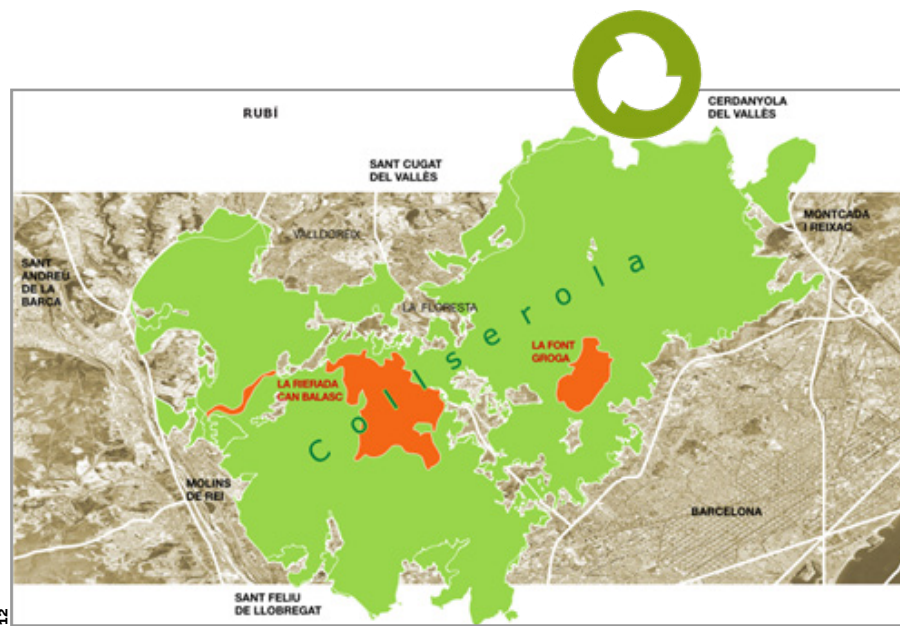 RUBÍ
CERDANYOLA
DEL VALLÈS
SANT CUGAT
DEL VALLÈS
MONTCADA
I REIXAC
VALLDOREIX
SANT
ANDREU
DE LA
BARCA
LA FLORESTA
Collserola
LA FONT
GROGA
LA RIERADA
CAN BALASC
MOLINS
DE REI
BARCELONA
SANT FELIU
DE LLOBREGAT
12